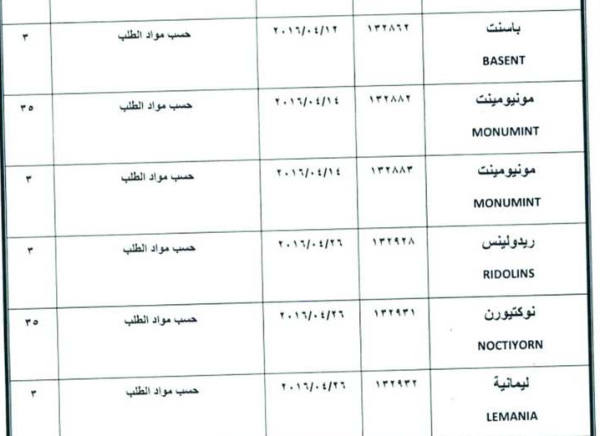 باسنت ١٣٢٨٦٢ ٢٠١٦/٠٤/١٢ حسب مواد الطلب ٣
BASENT
مونيومينت ١٣٢٨٨٢ ٢٠١٦/٠٤/١٤ حسب مواد الطلب ٣٥
MONUMINT
مونيومينت ١٣٢٨٨٣ ٢٠١٦/٠٤/١٤ حسب مواد الطلب ٣
MONUMINT
ريدولينس ١٣٢٩٢٨ ٢٠١٦/٠٤/٢٦ حسب مواد الطلب ٣
RIDOLINS
نوكتيورن ١٣٢٩٣١ ٢٠١٦/٠٤/٢٦ حسب مواد الطلب ٣٥
NOCTIYORN
ليمانية ١٣٢٩٣٢ ٢٠١٦/٠٤/٢٦ حسب مواد الطلب ٣
LEMANIA